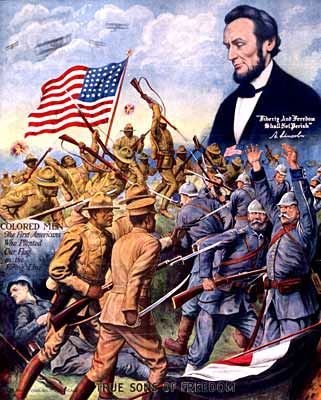 "Liberty And Freedom
Shall Not Perish"
A. Lincoln
COLORED MEN
The First Americans
Who Planted
Our Flag
on the
Firing Line
TRUE SONS OF FREEDOM